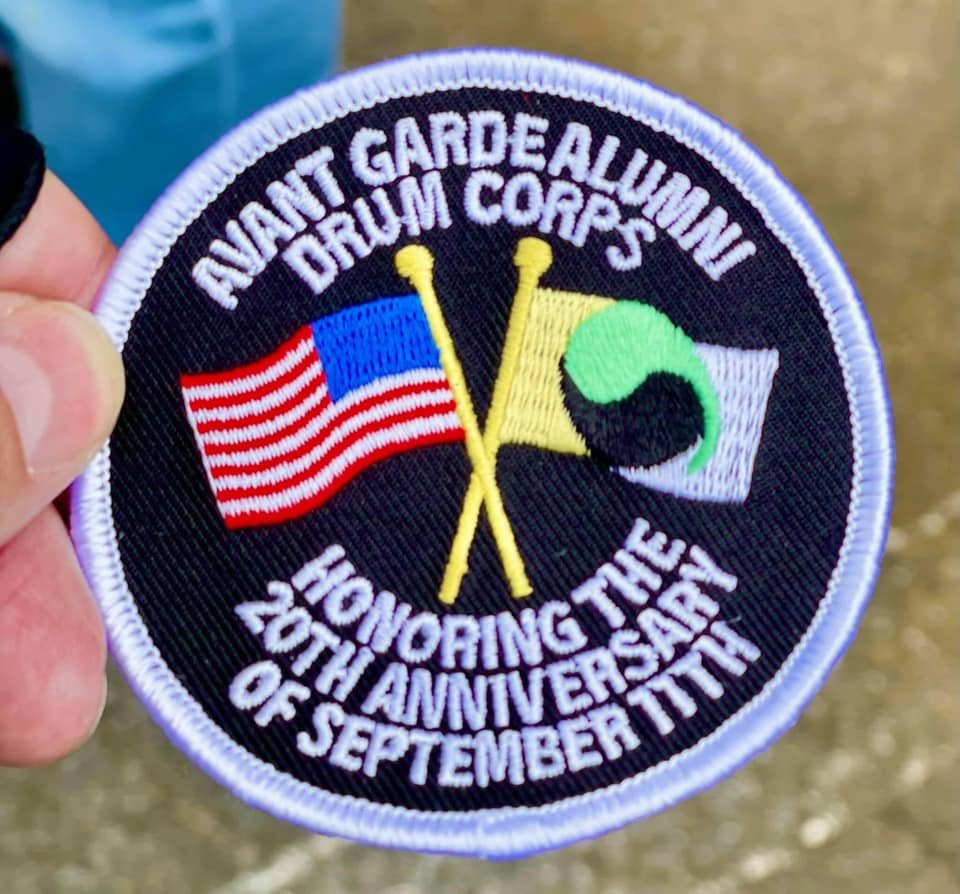 AVANT GARDE ALUMNI
DRUM CORPS
HONORING THE
20TH ANNIVERSARY
OF SEPTEMBER 11TH